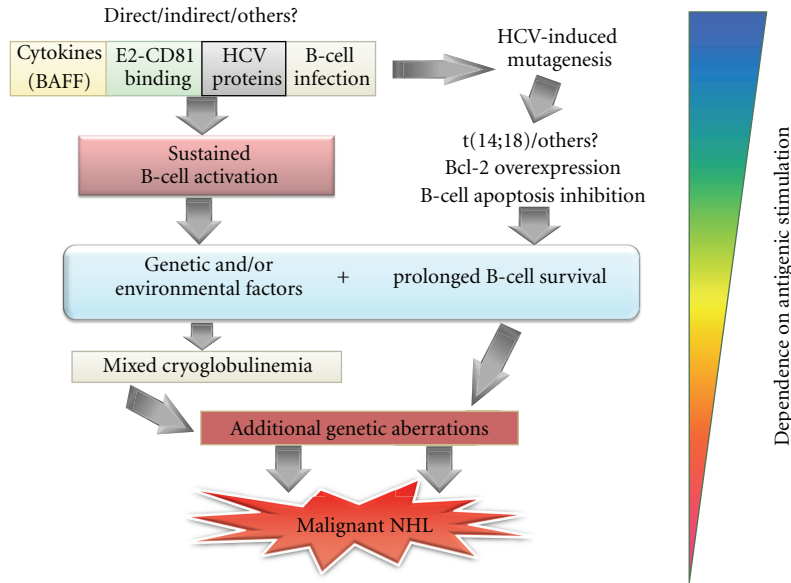 Direct/indirect/others?
Cytokines
(BAFF)
E2-CD81
binding
HCV
proteins
B-cell
infection
HCV-induced
mutagenesis
Sustained
B-cell activation
t(14;18)/others?
Bcl-2 overexpression
B-cell apoptosis inhibition
Genetic and/or
environmental factors
+
prolonged B-cell survival
Mixed cryoglobulinemia
Additional genetic aberrations
Malignant NHL
Dependence on antigenic stimulation